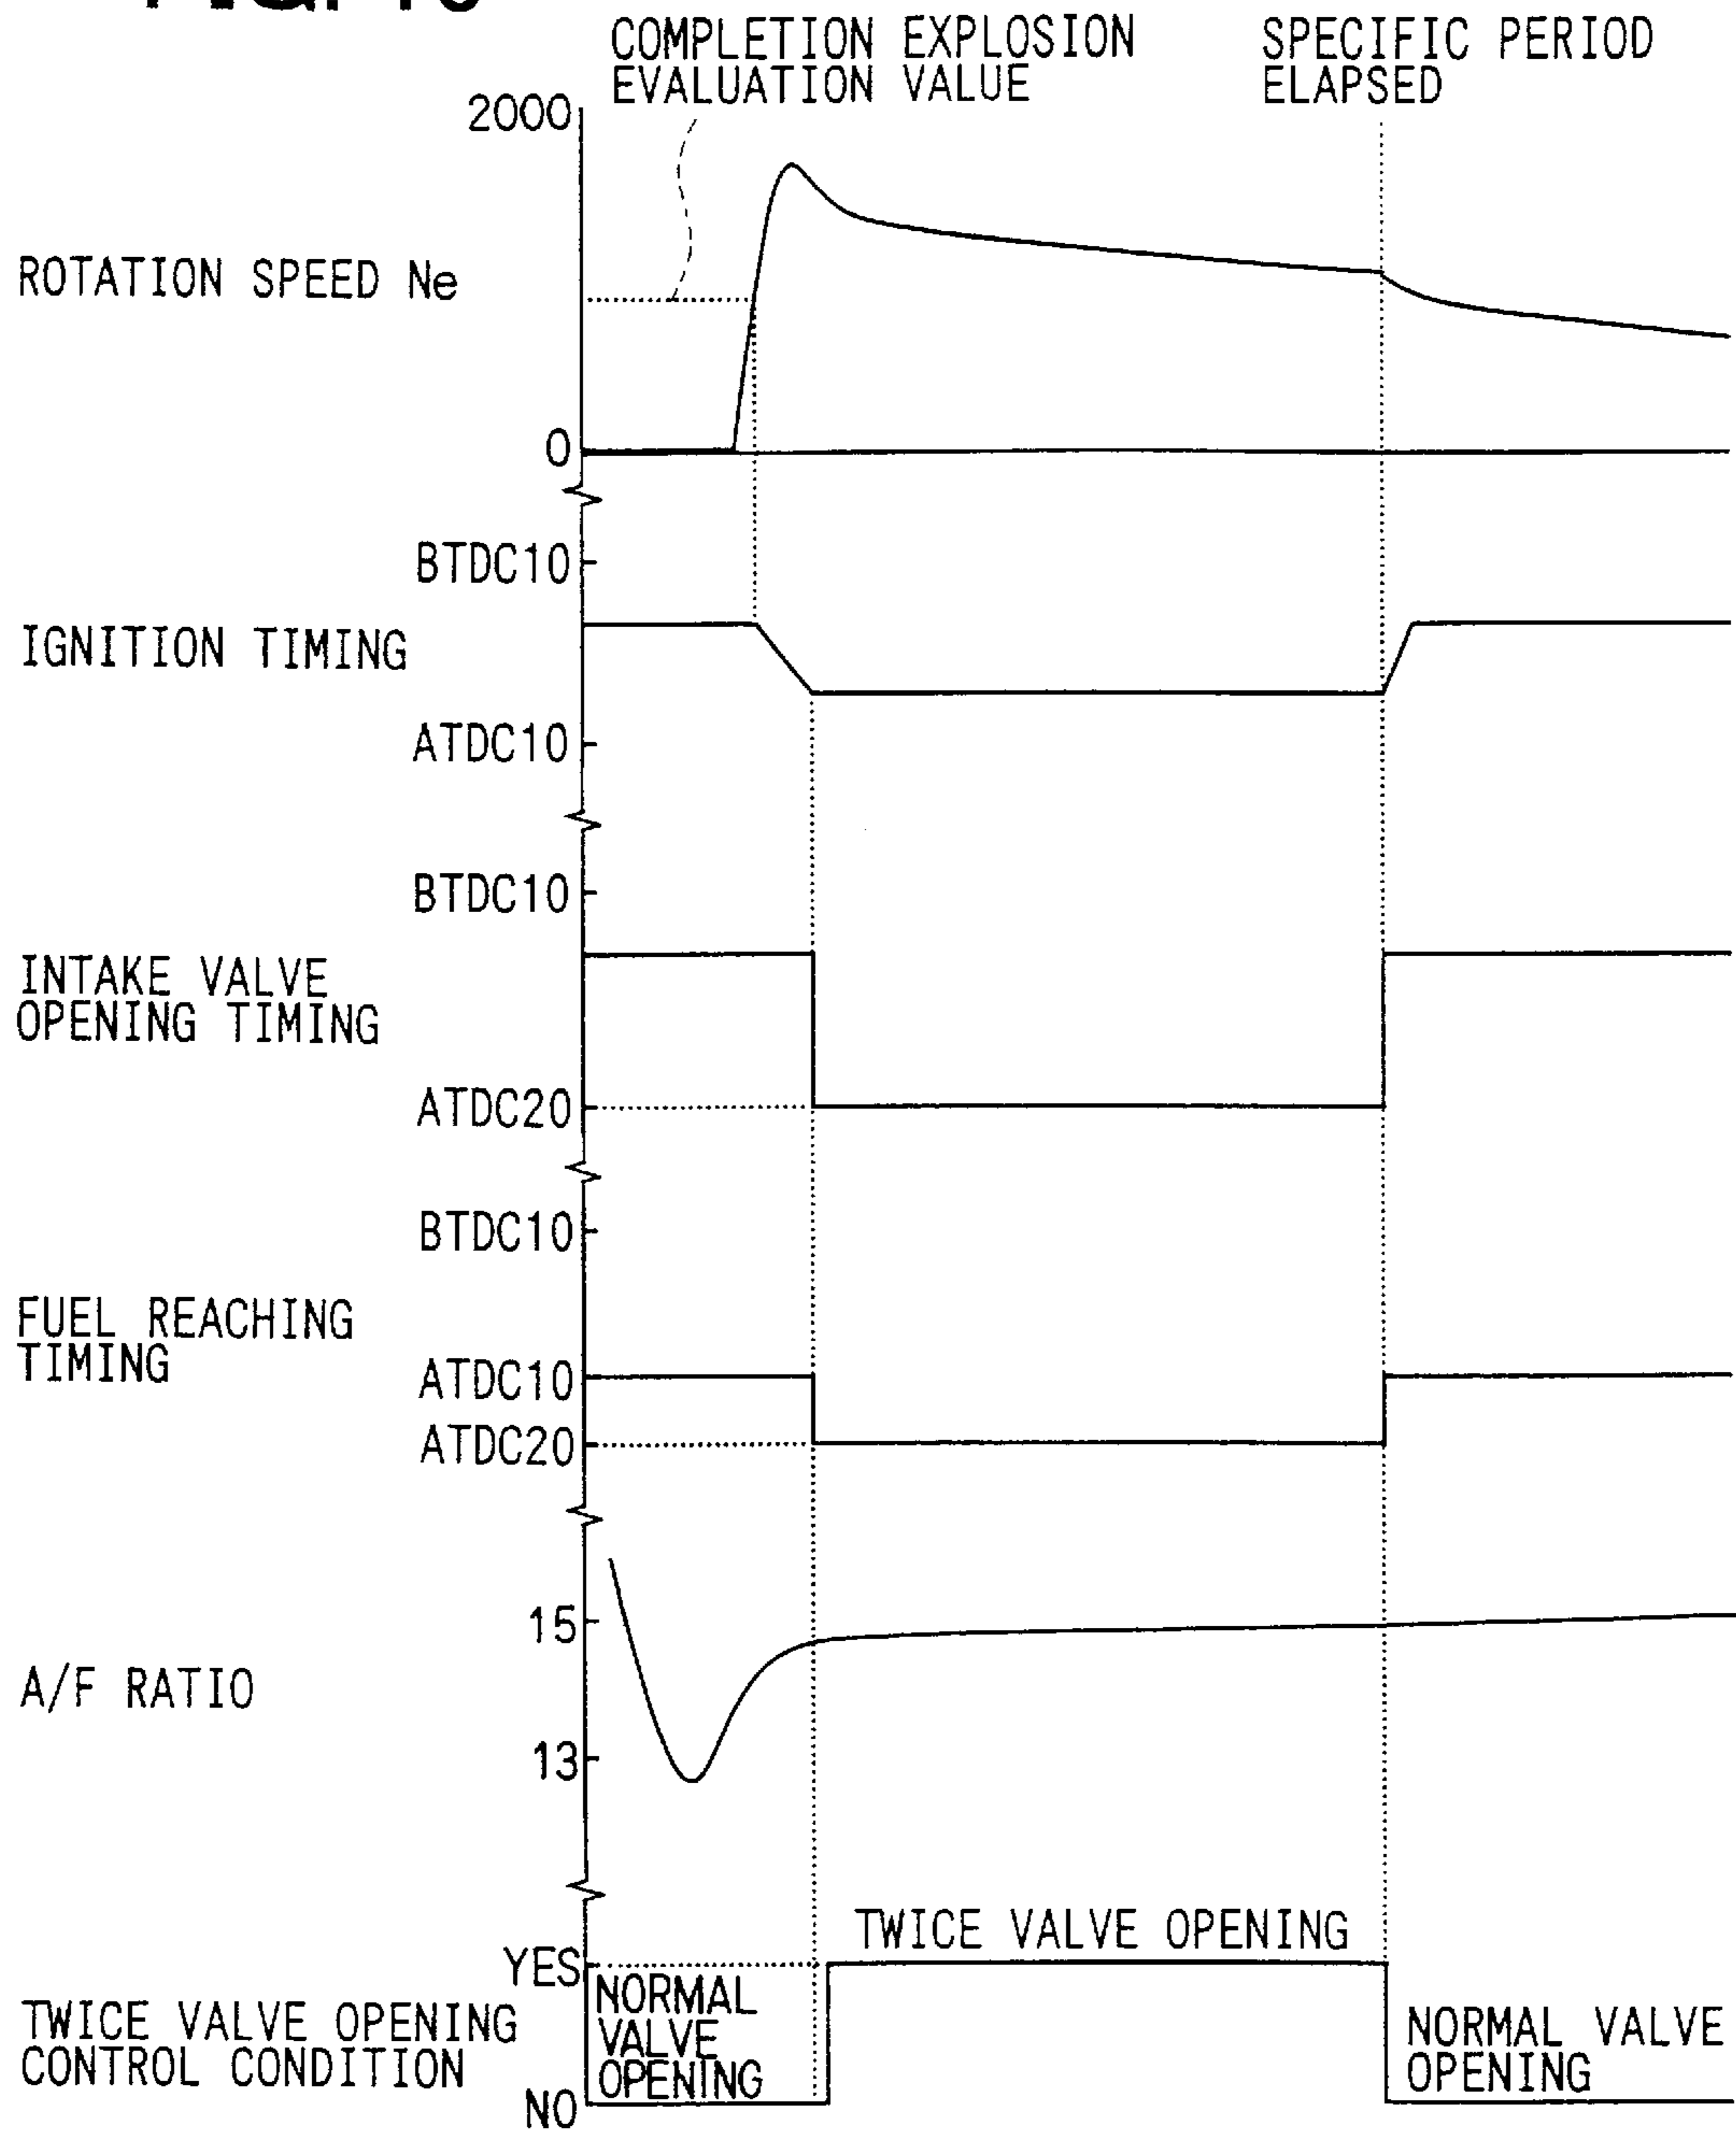 COMPLETION EXPLOSION
EVALUATION VALUE
SPECIFIC PERIOD
ELAPSED
2000
ROTATION SPEED Ne
0
BTDC10
IGNITION TIMING
ATDC10
BTDC10
INTAKE VALVE
OPENING TIMING
ATDC20
BTDC10
FUEL REACHING
TIMING
ATDC10
ATDC20
15
A/F RATIO
13
TWICE VALVE OPENING
YES
NORMAL
VALVE
OPENING
TWICE VALVE OPENING
CONTROL CONDITION
NORMAL VALVE
OPENING
NO